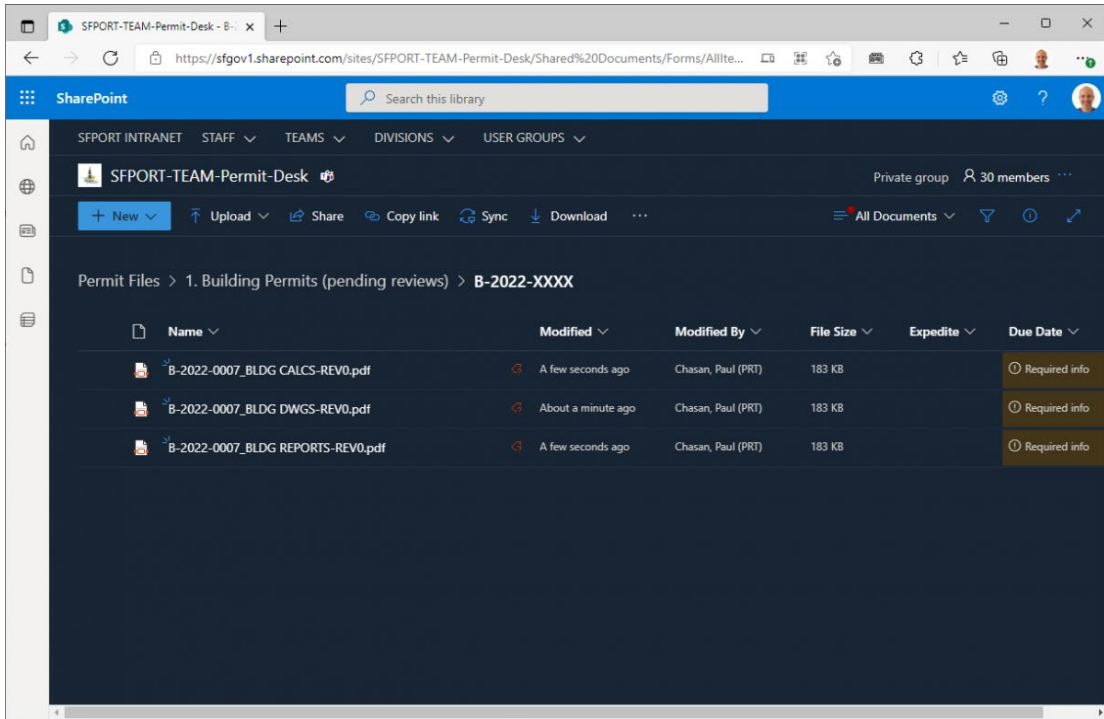 SFPORT-TEAM-Permit-Desk - B-2
https://sfgov1.sharepoint.com/sites/SFPORT-TEAM-Permit-Desk/Shared%20Documents/Forms/AllIte...
SharePoint
Search this library
SFPORT INTRANET STAFF TEAMS DIVISIONS USER GROUPS
SFPORT-TEAM-Permit-Desk
Private group 30 members
+ New Upload Share Copy link Sync Download ... All Documents
Permit Files > 1. Building Permits (pending reviews) > B-2022-XXXX
Name Modified Modified By File Size Expedite Due Date
B-2022-0007_BLDG CALCS-REV0.pdf A few seconds ago Chasan, Paul (PRT) 183 KB Required info
B-2022-0007_BLDG DWGS-REV0.pdf About a minute ago Chasan, Paul (PRT) 183 KB Required info
B-2022-0007_BLDG REPORTS-REV0.pdf A few seconds ago Chasan, Paul (PRT) 183 KB Required info